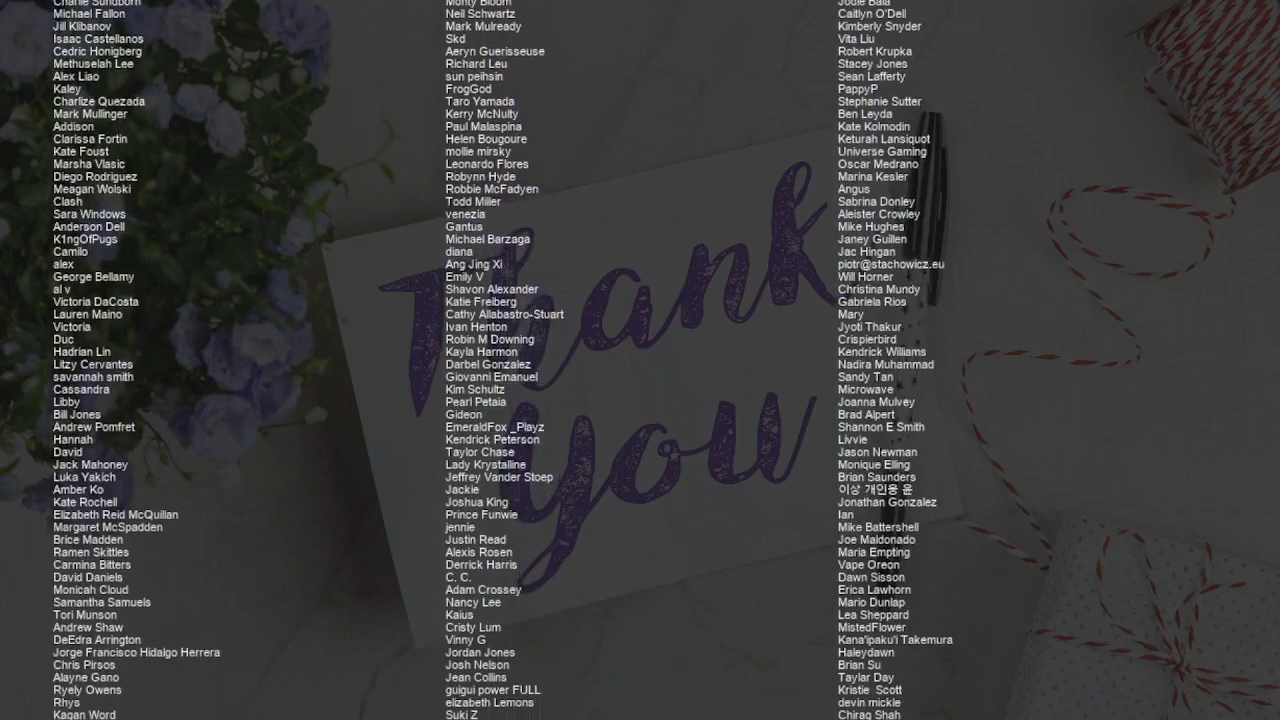 Charlie Sundborn
Michael Fallon
Jill Klibanov
Isaac Castellanos
Cedric Honigberg
Methuselah Lee
Alex Liao
Kaley
Charlize Quezada
Mark Mullinger
Addison
Clarissa Fortin
Kate Foust
Marsha Vlasic
Diego Rodriguez
Meagan Wolski
Clash
Sara Windows
Anderson Dell
K1ngOfPugs
Camilo
alex
George Bellamy
al v
Victoria DaCosta
Lauren Maino
Victoria
Duc
Hadrian Lin
Litzy Cervantes
savannah smith
Cassandra
Libby
Bill Jones
Andrew Pomfret
Hannah
David
Jack Mahoney
Luka Yakich
Amber Ko
Kate Rochell
Elizabeth Reid McQuillan
Margaret McSpadden
Brice Madden
Ramen Skittles
Carmina Bitters
David Daniels
Monicah Cloud
Samantha Samuels
Tori Munson
Andrew Shaw
DeEdra Arrington
Jorge Francisco Hidalgo Herrera
Chris Pirsos
Alayne Gano
Ryely Owens
Rhys
Kagan Word
Monty Bloom
Neil Schwartz
Mark Mulready
Skd
Aeryn Guerisseuse
Richard Leu
sun peihsin
FrogGod
Taro Yamada
Kerry McNulty
Paul Malaspina
Helen Bougoure
mollie mirsky
Leonardo Flores
Robynn Hyde
Robbie McFadyen
Todd Miller
venezia
Gantus
Michael Barzaga
diana
Ang Jing Xi
Emily V
Shavon Alexander
Katie Freiberg
Cathy Allabastro-Stuart
Ivan Henton
Robin M Downing
Kayla Harmon
Darbel Gonzalez
Giovanni Emanuel
Kim Schultz
Pearl Petaia
Gideon
EmeraldFox _Playz
Kendrick Peterson
Taylor Chase
Lady Krystalline
Jeffrey Vander Stoep
Jackie
Joshua King
Prince Funwie
jennie
Justin Read
Alexis Rosen
Derrick Harris
C. C.
Adam Crossey
Nancy Lee
Kaius
Cristy Lum
Vinny G
Jordan Jones
Josh Nelson
Jean Collins
guigui power FULL
elizabeth Lemons
Suki Z
Jodie Bala
Caitlyn O'Dell
Kimberly Snyder
Vita Liu
Robert Krupka
Stacey Jones
Sean Lafferty
PappyP
Stephanie Sutter
Ben Leyda
Kate Kolmodin
Keturah Lansiquot
Universe Gaming
Oscar Medrano
Marina Kesler
Angus
Sabrina Donley
Aleister Crowley
Mike Hughes
Janey Guillen
Jac Hingan
piotr@stachowicz.eu
Will Horner
Christina Mundy
Gabriela Rios
Mary
Jyoti Thakur
Crispierbird
Kendrick Williams
Nadira Muhammad
Sandy Tan
Microwave
Joanna Mulvey
Brad Alpert
Shannon E Smith
Livvie
Jason Newman
Monique Elling
Brian Saunders
이상 개인용 윤
Jonathan Gonzalez
Ian
Mike Battershell
Joe Maldonado
Maria Empting
Vape Oreon
Dawn Sisson
Erica Lawhorn
Mario Dunlap
Lea Sheppard
MistedFlower
Kana'ipaku'i Takemura
Haleydawn
Brian Su
Taylar Day
Kristie Scott
devin mickle
Chirag Shah
Thank
you